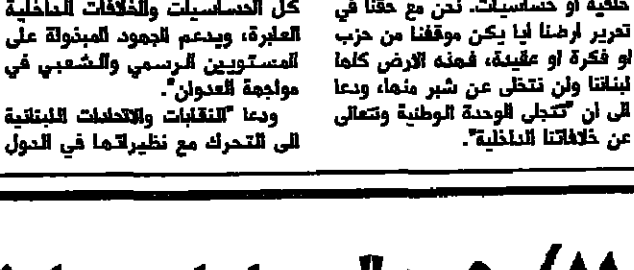 خلفية او حساسيات. نحن مع حقنا في
تحرير ارضنا ايا يكن موقفنا من حزب
او فكرة او عقيدة، فهذه الارض كلها
لبناننا ولن نتخلى عن شبر منها، ودعا
الى ان "تتجلى الوحدة الوطنية ونتعالى
عن خلافاتنا الداخلية".
كل الحساسيات والخلافات الداخلية
العابرة، ويدعم الجهود المبذولة على
المستويين الرسمي والشعبي في
مواجهة العدوان".
ودعا "النقابات والاتحادات اللبنانية
الى التحرك مع نظيراتها في الدول